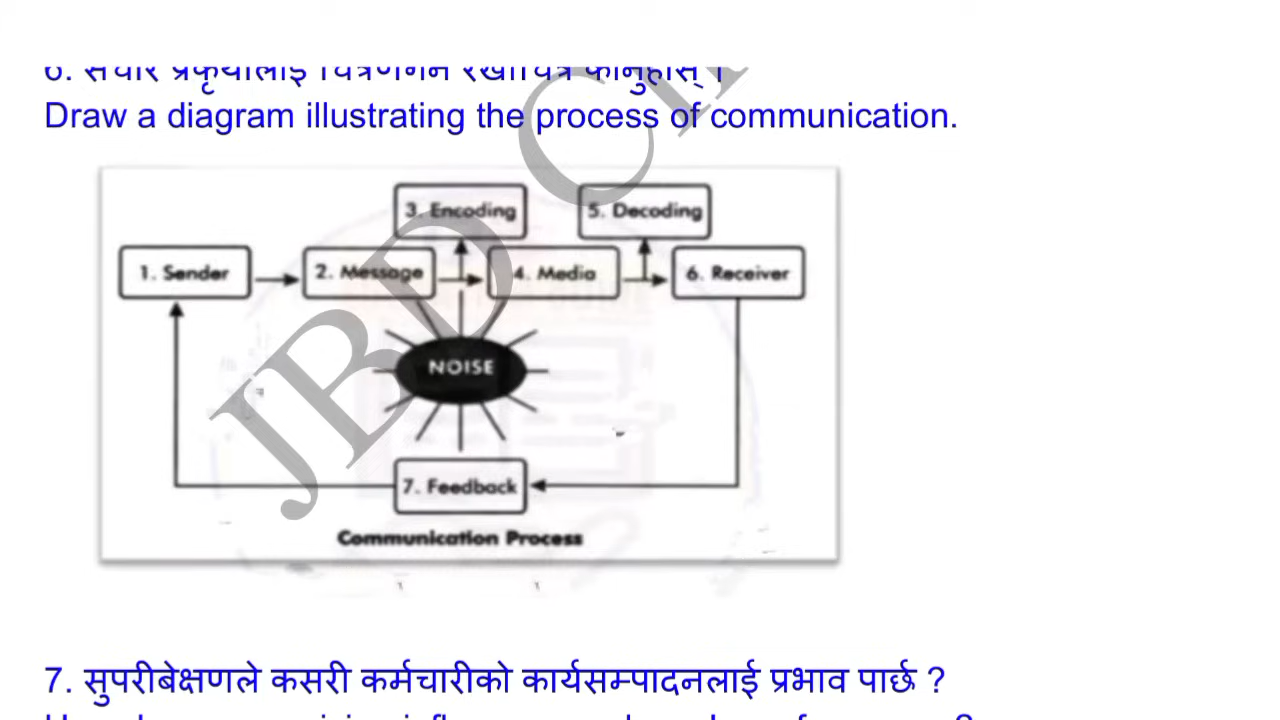 Draw a diagram illustrating the process of communication.
3. Encoding
5. Decoding
1. Sender
2. Message
4. Media
6. Receiver
NOISE
7. Feedback
Communication Process
JBD
7. सुपरीबेक्षणले कसरी कर्मचारीको कार्यसम्पादनलाई प्रभाव पार्छ ?